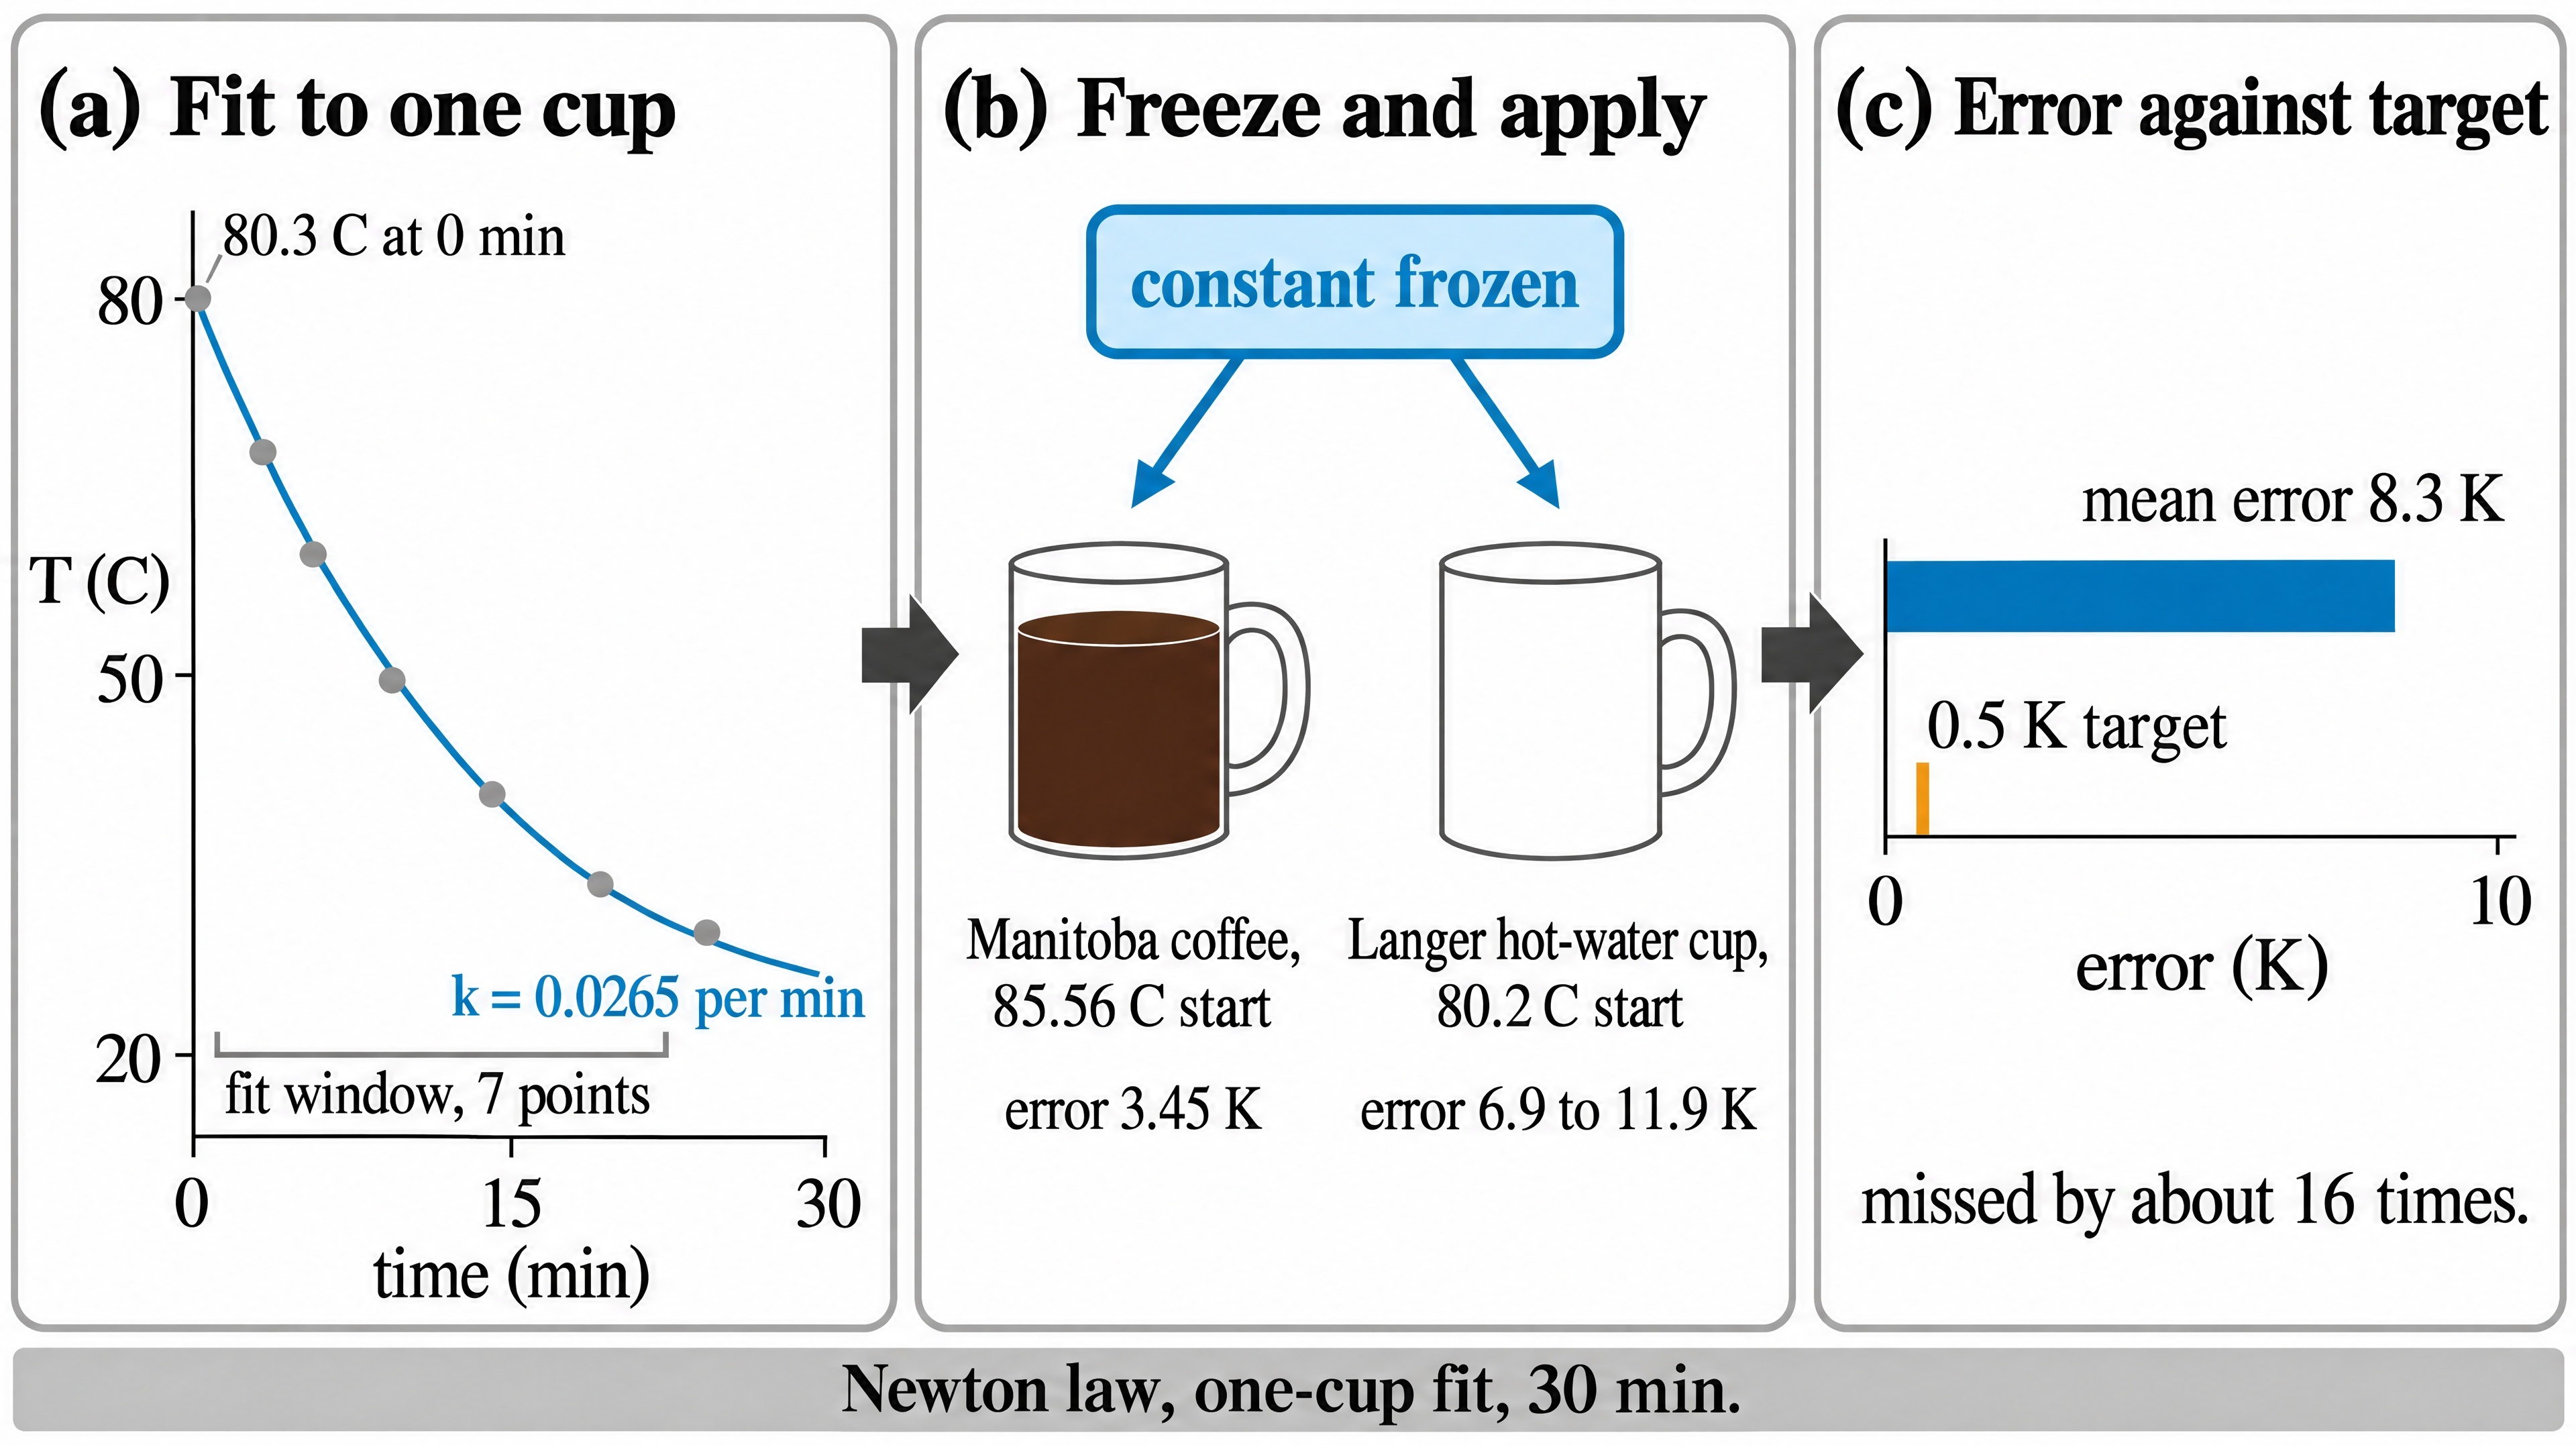 (a) Fit to one cup
80.3 C at 0 min
80
T (C)
50
k = 0.0265 per min
20
fit window, 7 points
0 15 30
time (min)
(b) Freeze and apply
constant frozen
Manitoba coffee,
85.56 C start
error 3.45 K
Langer hot-water cup,
80.2 C start
error 6.9 to 11.9 K
(c) Error against target
mean error 8.3 K
0.5 K target
0 10
error (K)
missed by about 16 times.
Newton law, one-cup fit, 30 min.